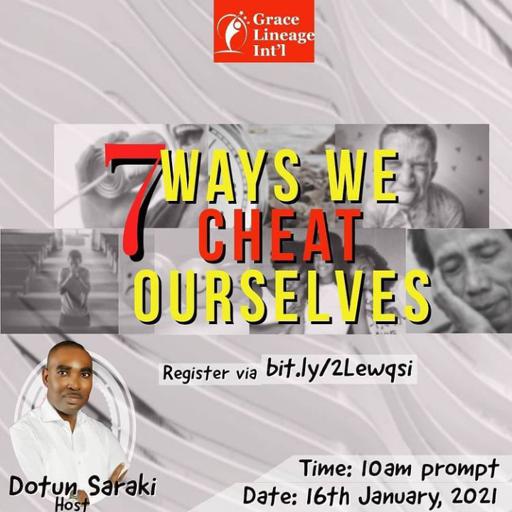 Grace
Lineage
Int'l
7 WAYS WE
CHEAT
OURSELVES
Register via bit.ly/2Lewqsi
Dotun Saraki
Host
Time: 10am prompt
Date: 16th January, 2021